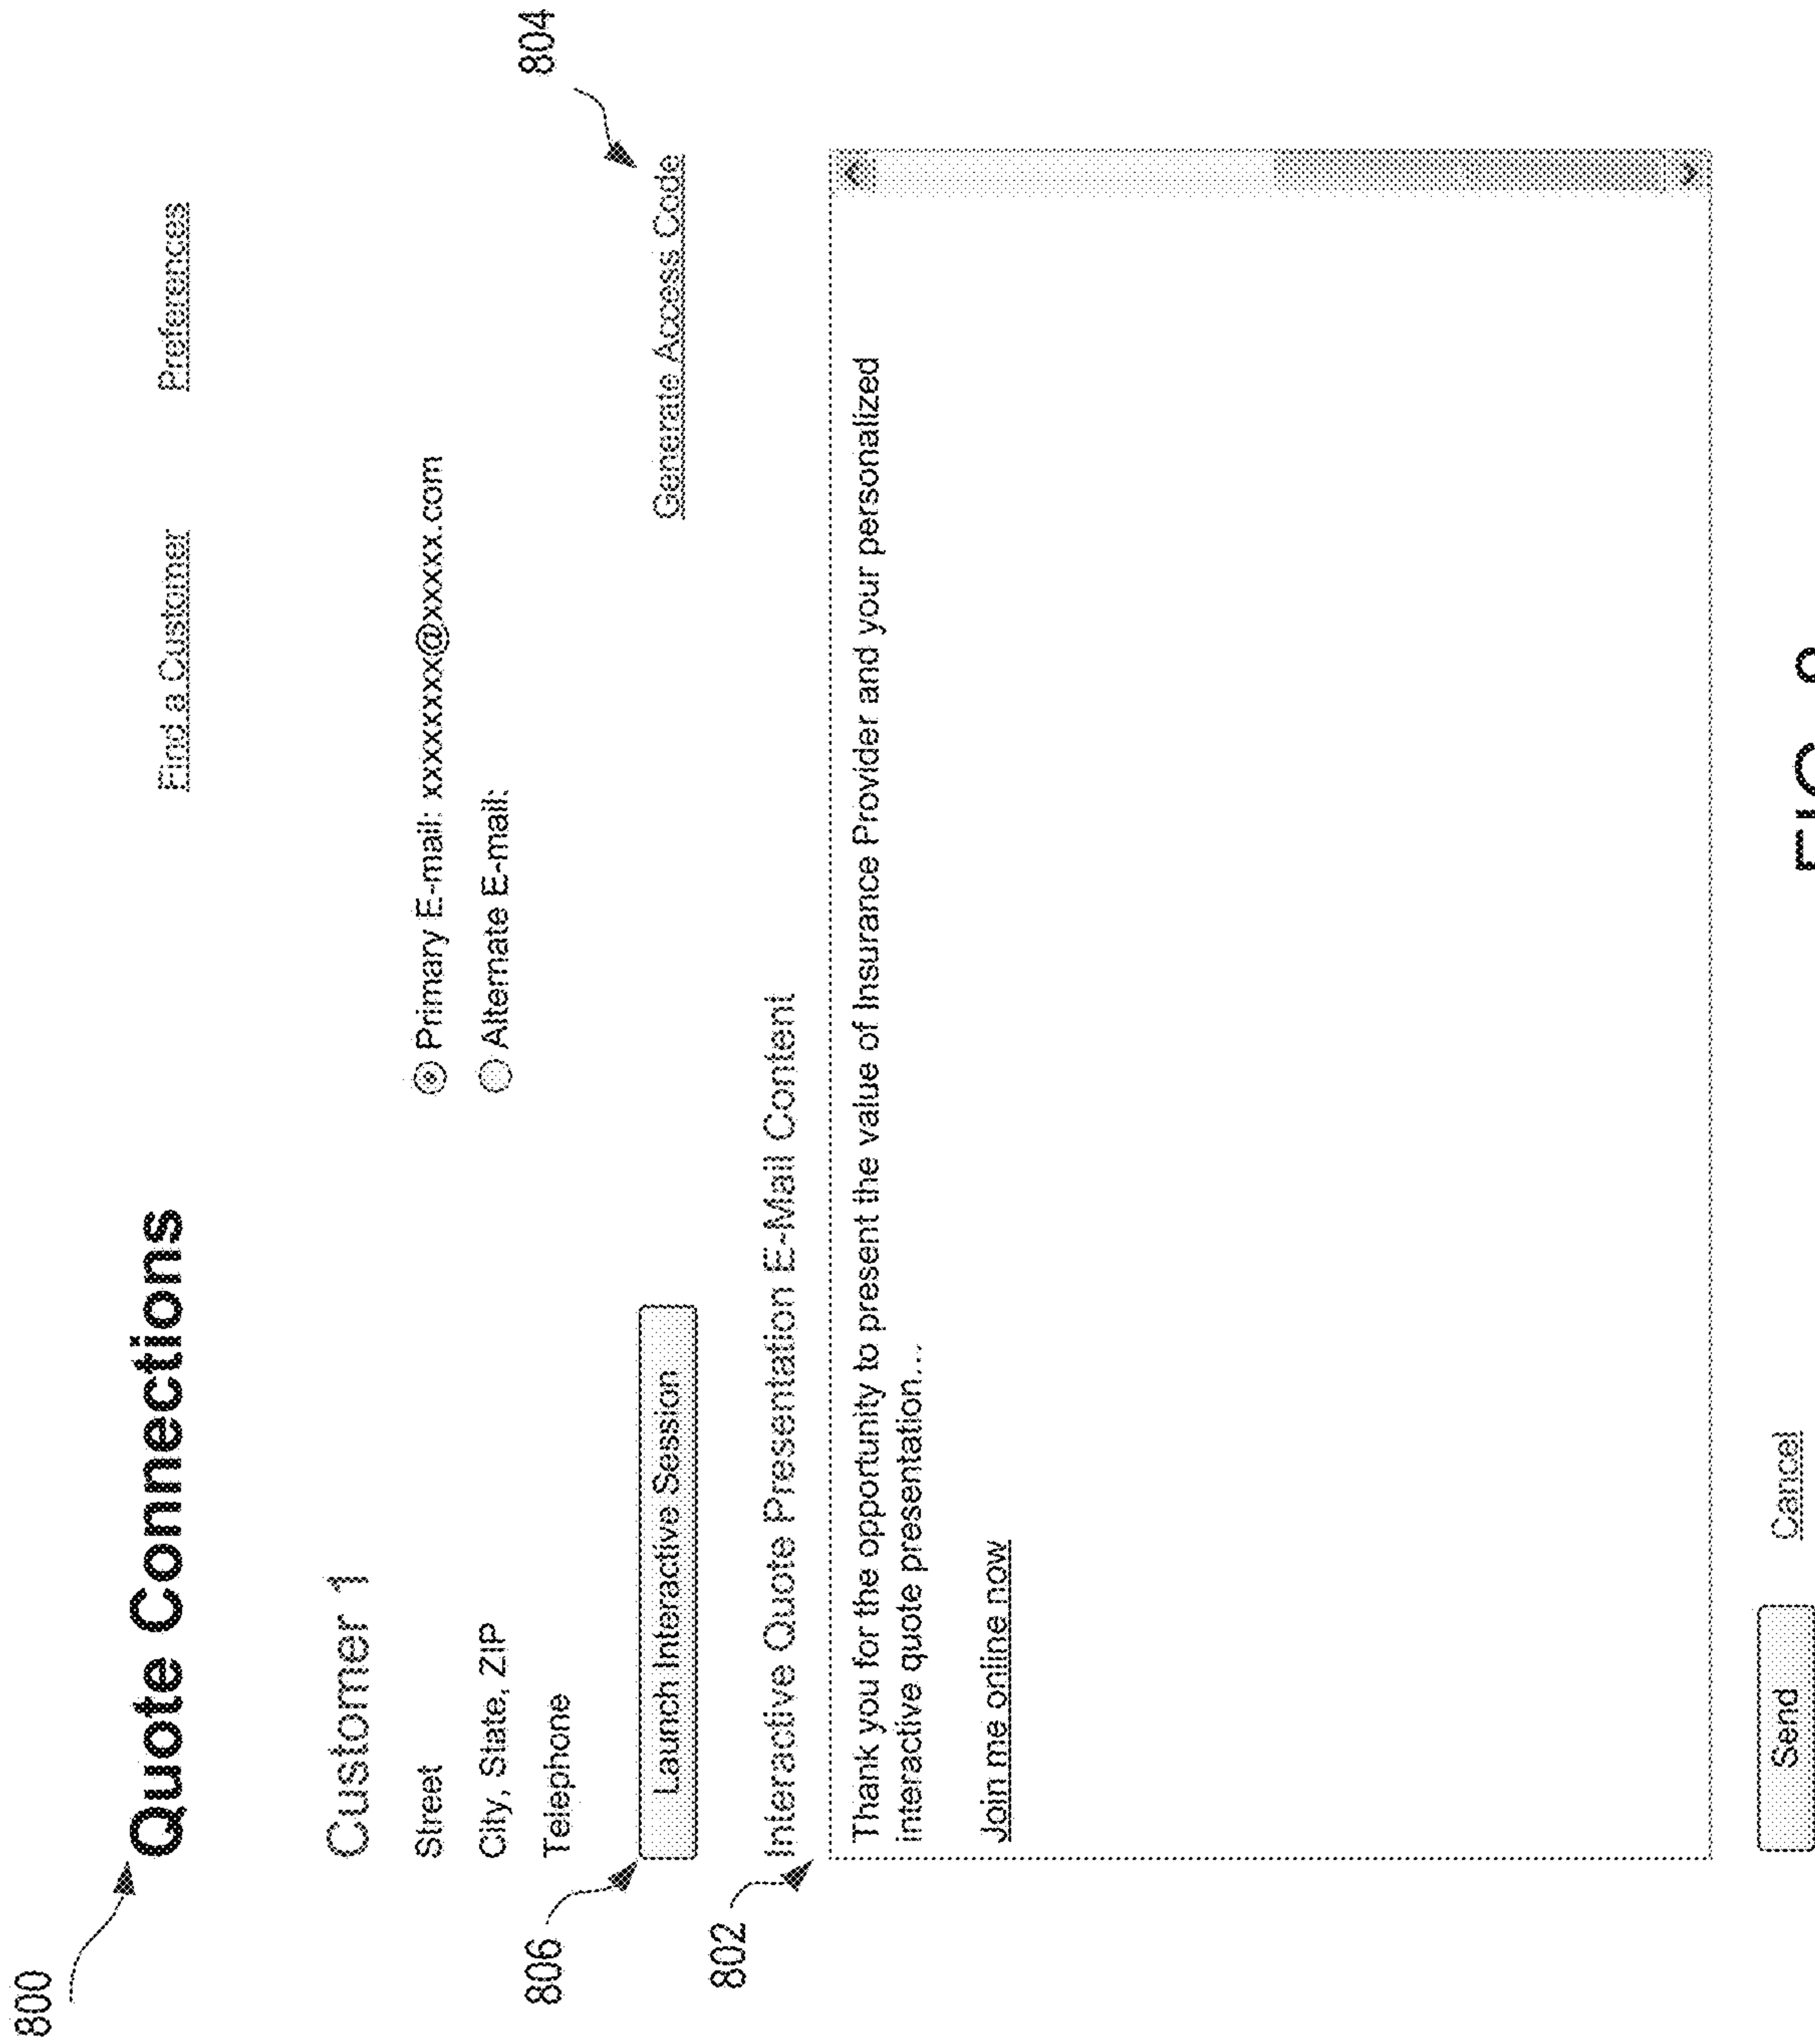 800
Quote Connections
Find a Customer
Preferences
Customer 1
Street
City, State, ZIP
Telephone
Primary E-mail: xxxxxxxx@xxxxx.com
Alternate E-mail:
806
Launch Interactive Session
Generate Access Code
804
802
Interactive Quote Presentation E-Mail Content
Thank you for the opportunity to present the value of Insurance Provider and your personalized
interactive quote presentation...
Join me online now
Send
Cancel